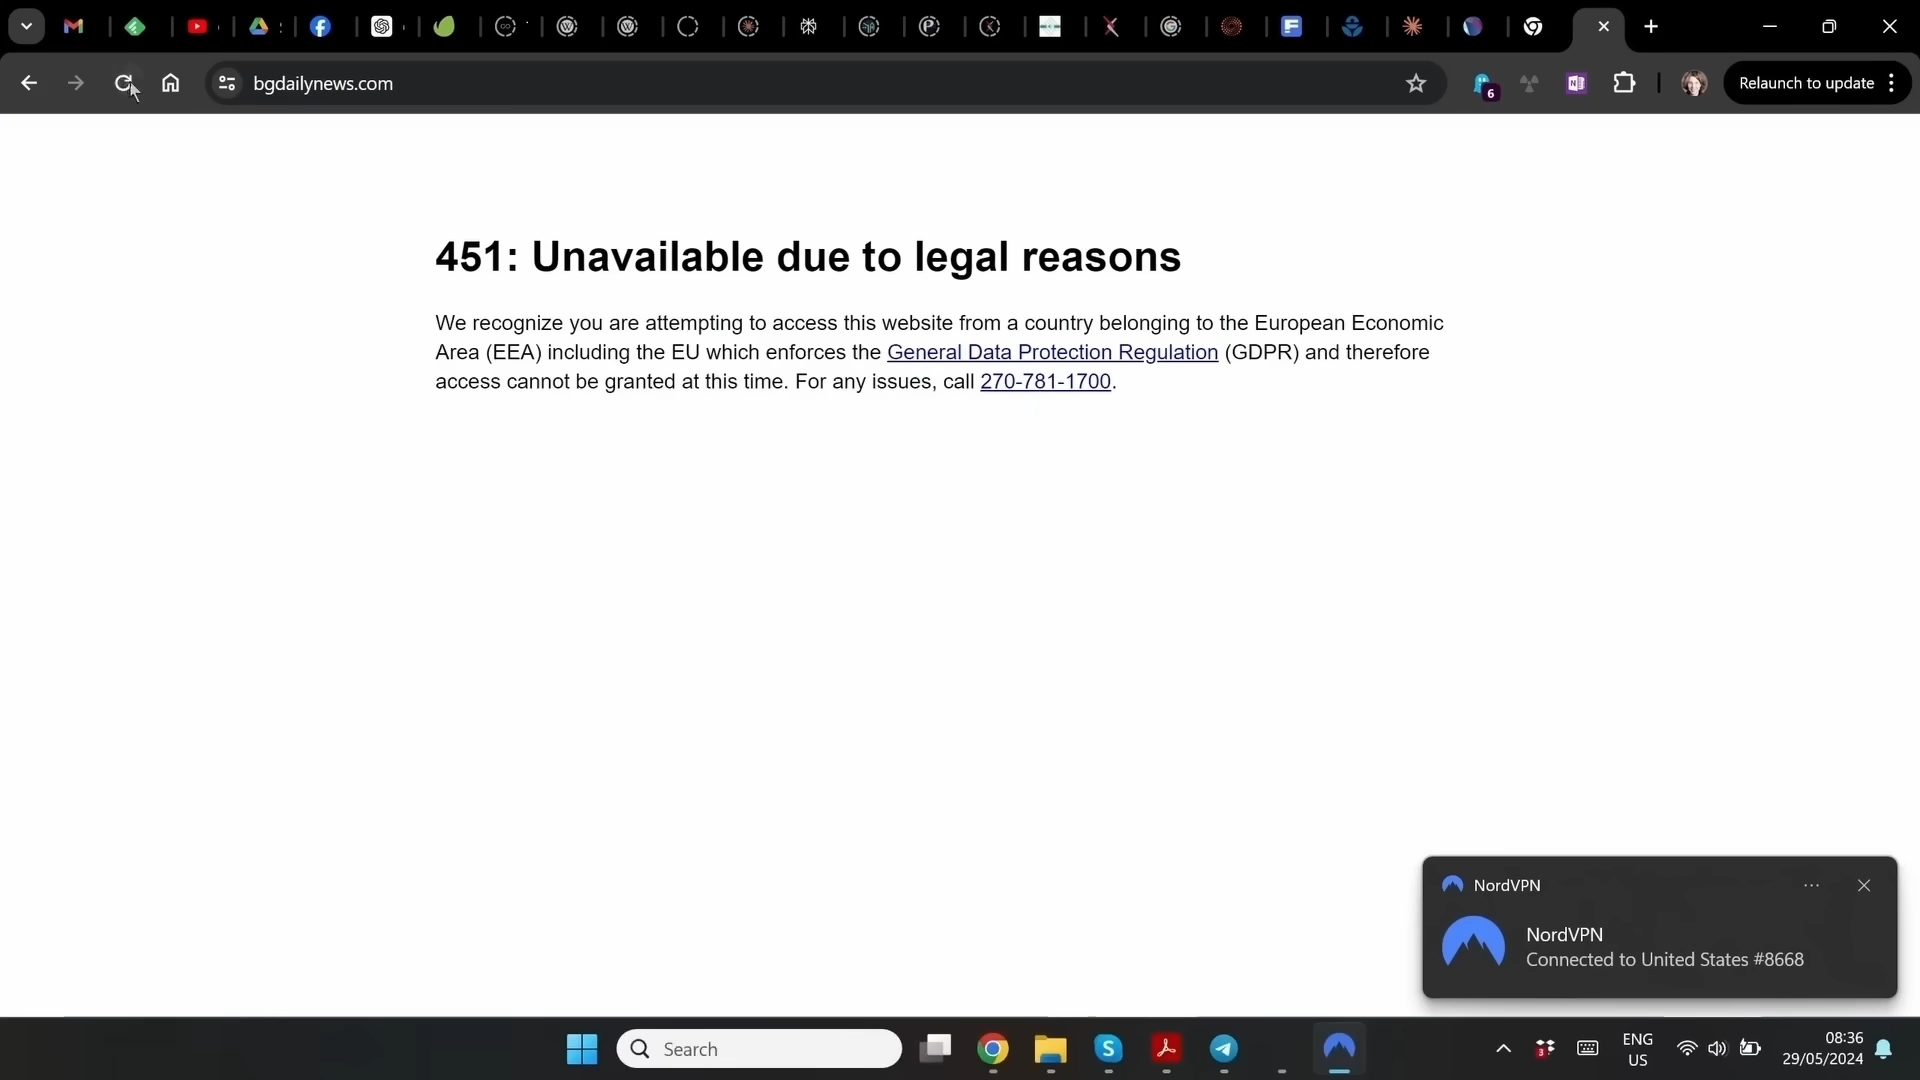 bgdailynews.com
6
Relaunch to update
451: Unavailable due to legal reasons
We recognize you are attempting to access this website from a country belonging to the European Economic
Area (EEA) including the EU which enforces the General Data Protection Regulation (GDPR) and therefore
access cannot be granted at this time. For any issues, call 270-781-1700.
NordVPN
NordVPN
Connected to United States #8668
Search
3
ENG
US
08:36
29/05/2024